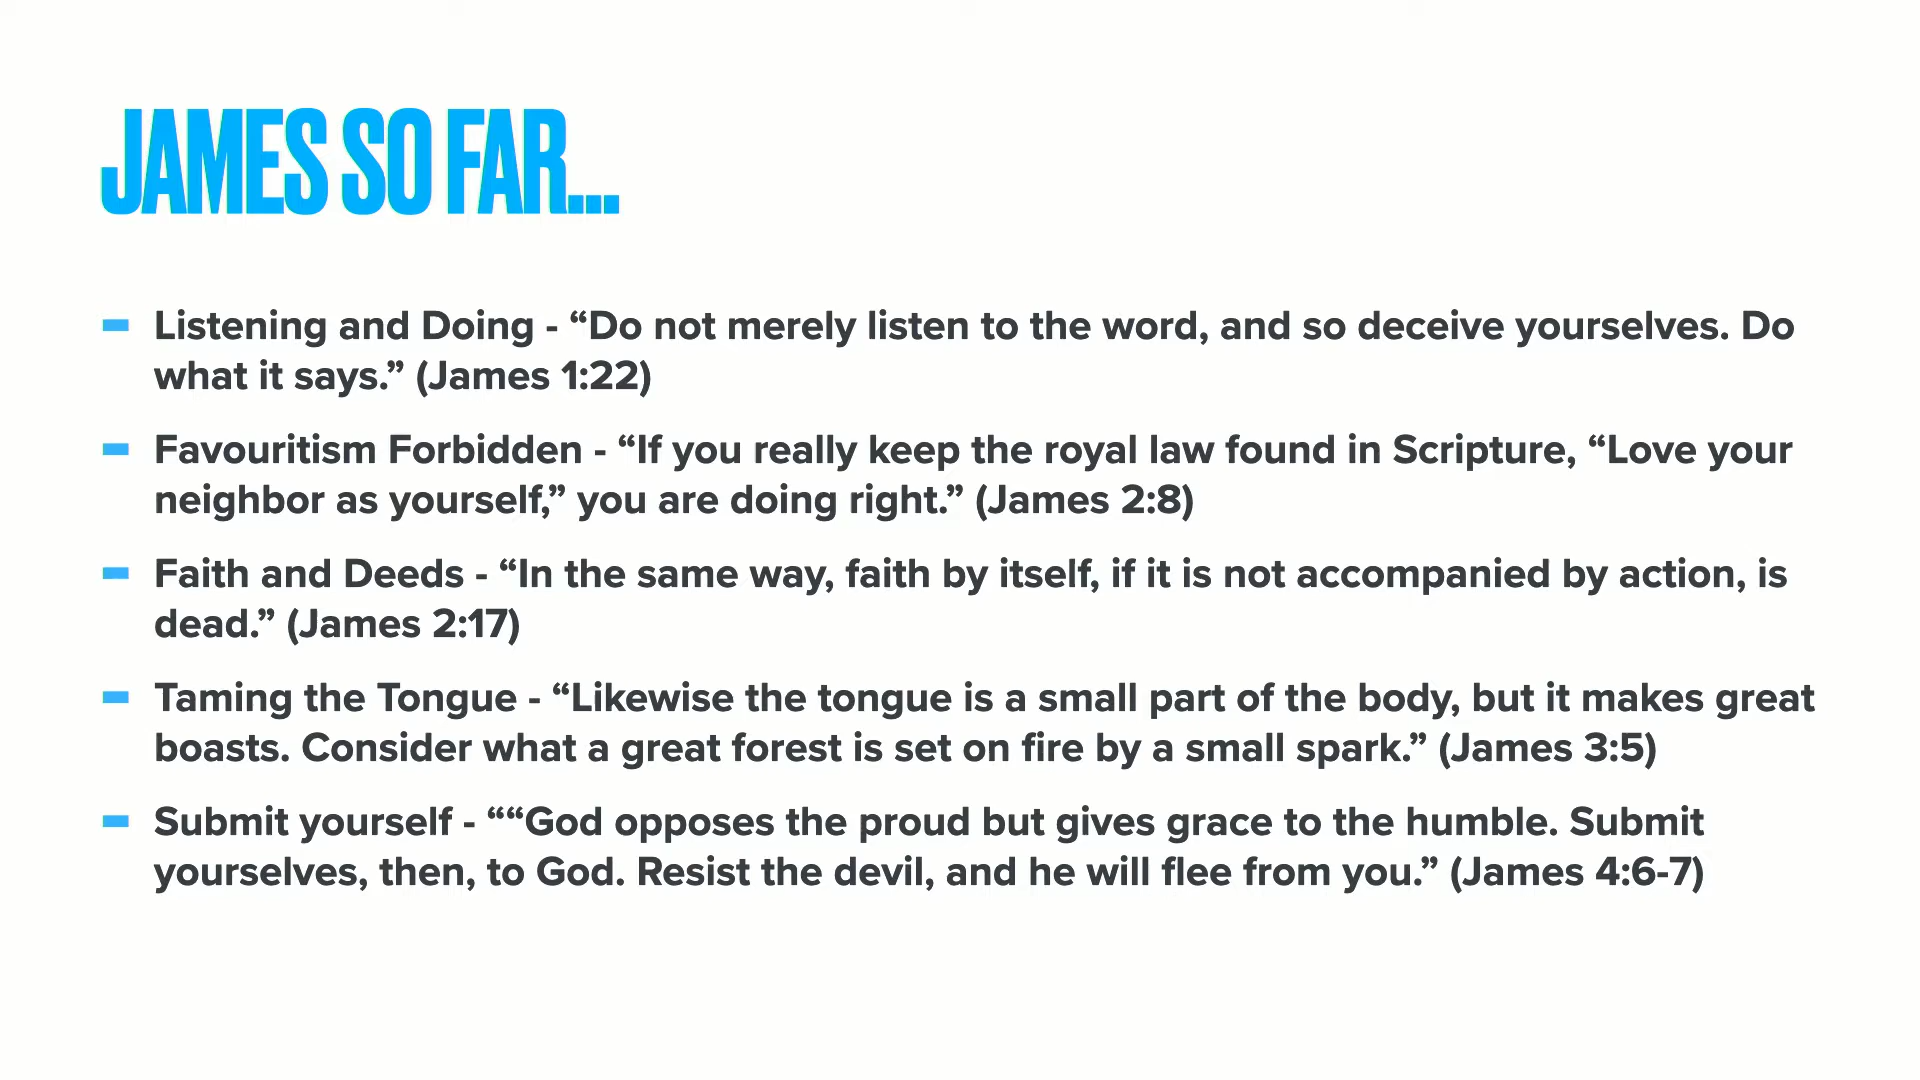 JAMES SO FAR...
Listening and Doing - “Do not merely listen to the word, and so deceive yourselves. Do
what it says.” (James 1:22)
Favouritism Forbidden - “If you really keep the royal law found in Scripture, “Love your
neighbor as yourself,” you are doing right.” (James 2:8)
Faith and Deeds - “In the same way, faith by itself, if it is not accompanied by action, is
dead.” (James 2:17)
Taming the Tongue - “Likewise the tongue is a small part of the body, but it makes great
boasts. Consider what a great forest is set on fire by a small spark.” (James 3:5)
Submit yourself - ““God opposes the proud but gives grace to the humble. Submit
yourselves, then, to God. Resist the devil, and he will flee from you.” (James 4:6-7)